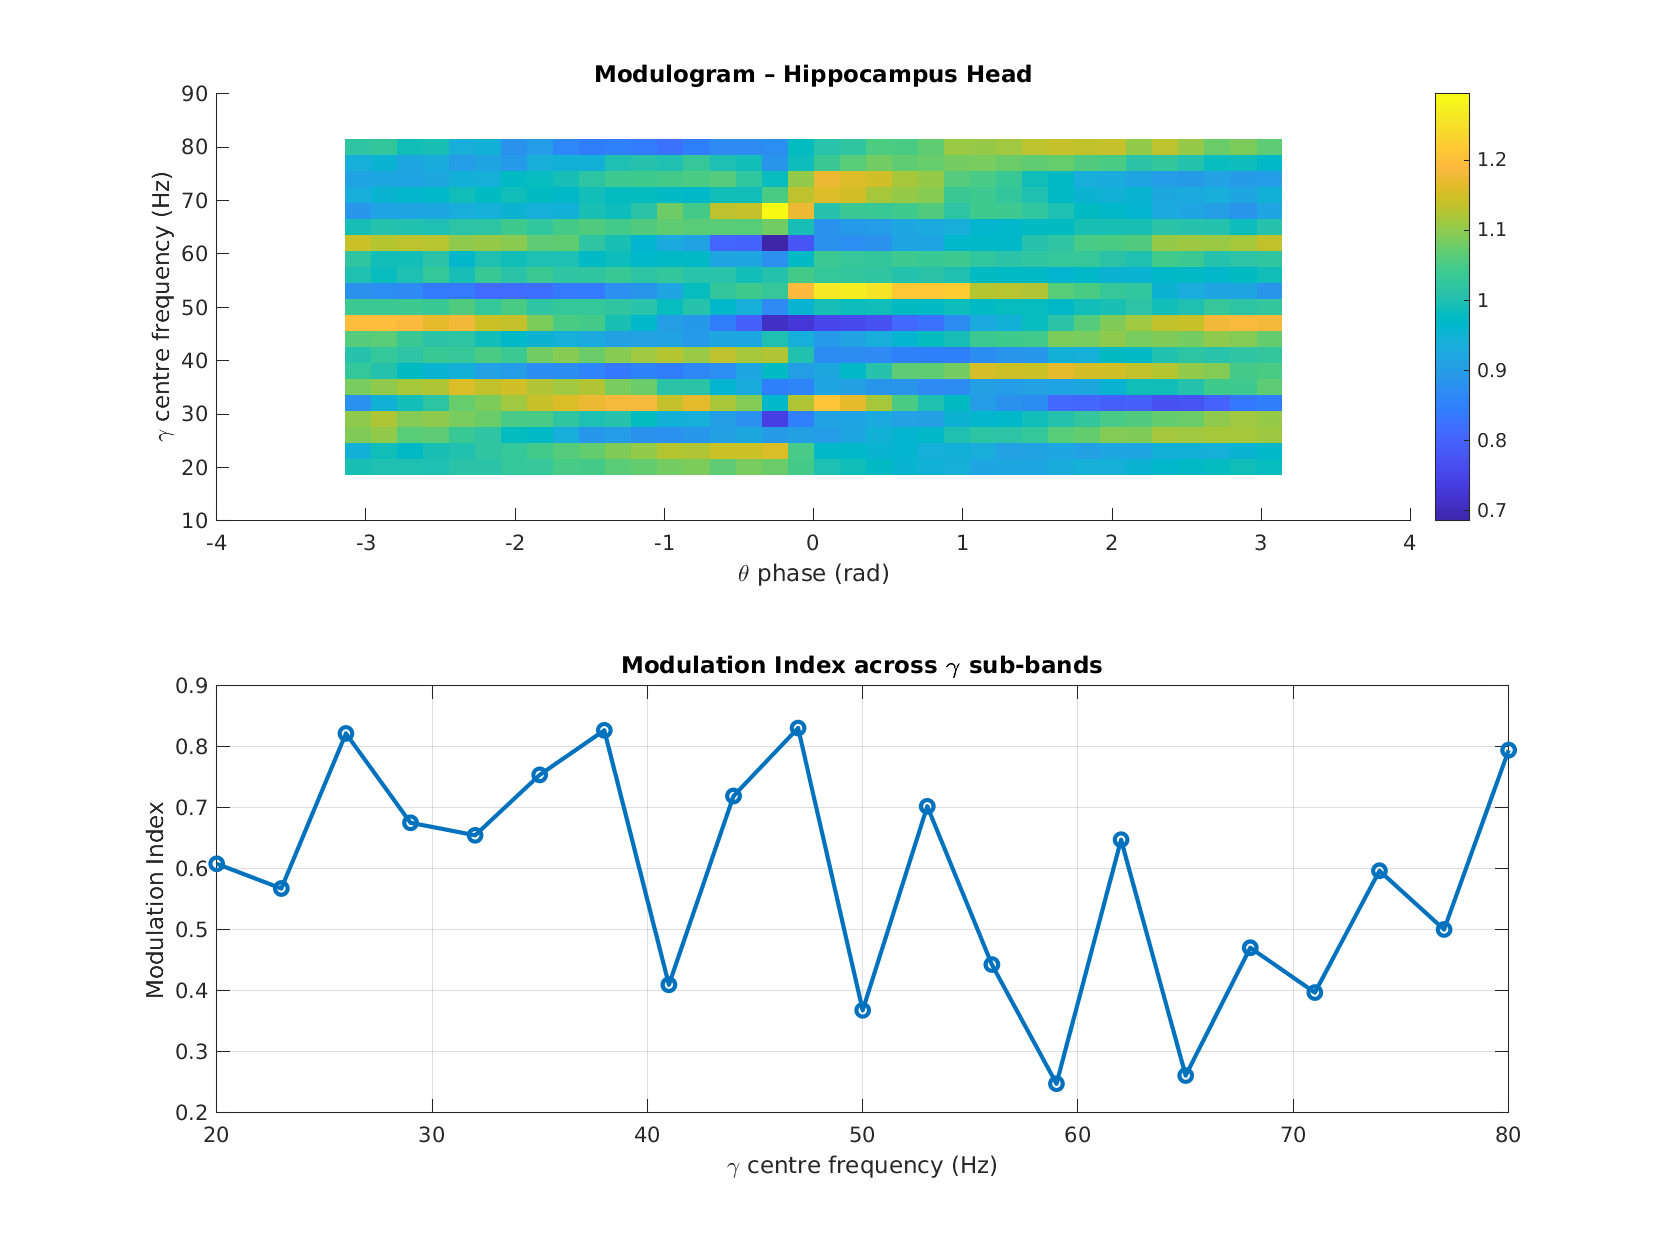 Modulogram – Hippocampus Head
90
80
70
60
50
40
30
20
10
γ centre frequency (Hz)
-4 -3 -2 -1 0 1 2 3 4
θ phase (rad)
1.2
1.1
1
0.9
0.8
0.7
Modulation Index across γ sub-bands
0.9
0.8
0.7
0.6
0.5
0.4
0.3
0.2
Modulation Index
20 30 40 50 60 70 80
γ centre frequency (Hz)